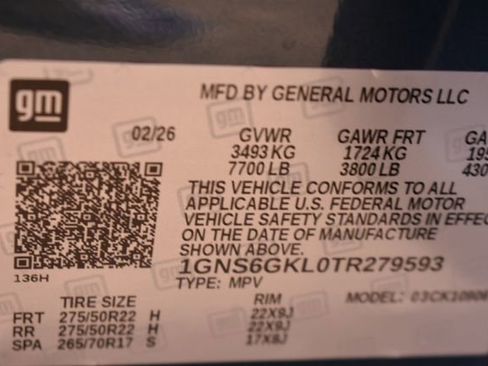 gm
MFD BY GENERAL MOTORS LLC
02/26 GVWR GAWR FRT GA
3493 KG 1724 KG 195
7700 LB 3800 LB 430
THIS VEHICLE CONFORMS TO ALL
APPLICABLE U.S. FEDERAL MOTOR
VEHICLE SAFETY STANDARDS IN EFFEC
ON THE DATE OF MANUFACTURE
SHOWN ABOVE.
1GNS6GKL0TR279593
136H
TYPE: MPV
TIRE SIZE RIM MODEL:
FRT 275/50R22 H 22X9J
RR 275/50R22 H 22X9J
SPA 265/70R17 S 17X8J